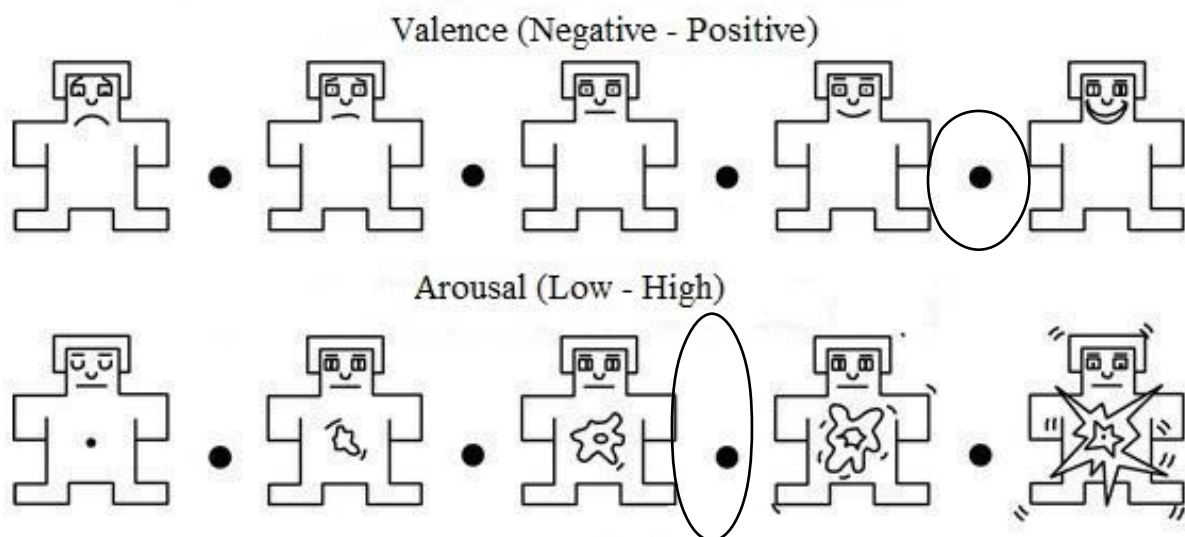 Valence (Negative - Positive)
Arousal (Low - High)